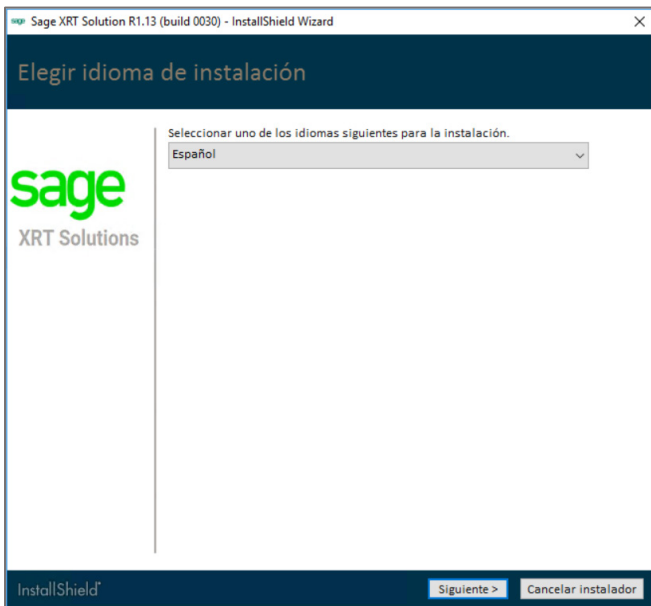 sage Sage XRT Solution R1.13 (build 0030) - InstallShield Wizard
Elegir idioma de instalación
Seleccionar uno de los idiomas siguientes para la instalación.
Español
sage
XRT Solutions
InstallShield
Siguiente >
Cancelar instalador